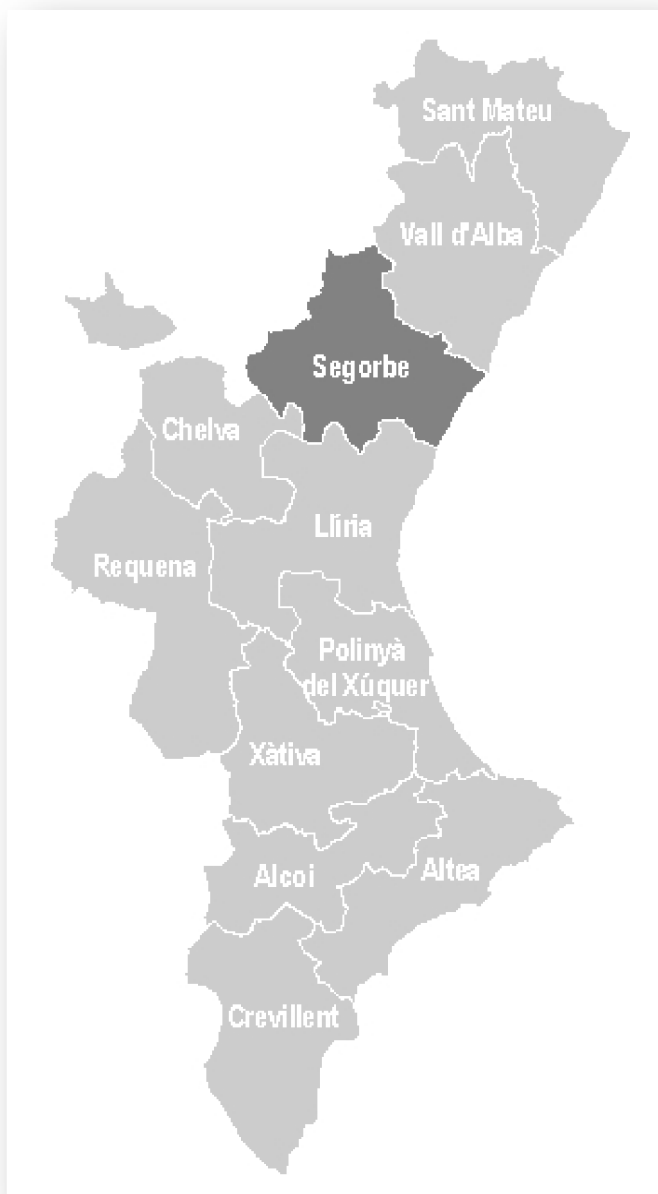 Sant Mateu
Vall d'Alba
Segorbe
Chelva
Llíria
Requena
Polinyà
del Xúquer
Xàtiva
Alcoi
Altea
Crevillent